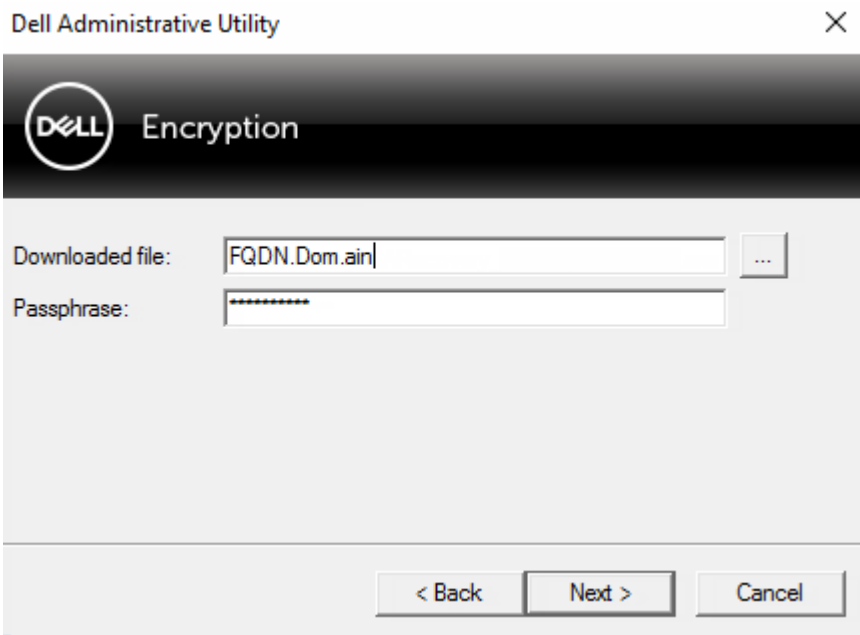 Dell Administrative Utility
DELL Encryption
Downloaded file: FQDN.Dom.ain ...
Passphrase: **********
< Back Next > Cancel